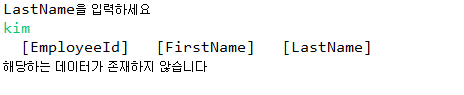 LastName을 입력하세요
kim
[EmployeeId] [FirstName] [LastName]
해당하는 데이터가 존재하지 않습니다